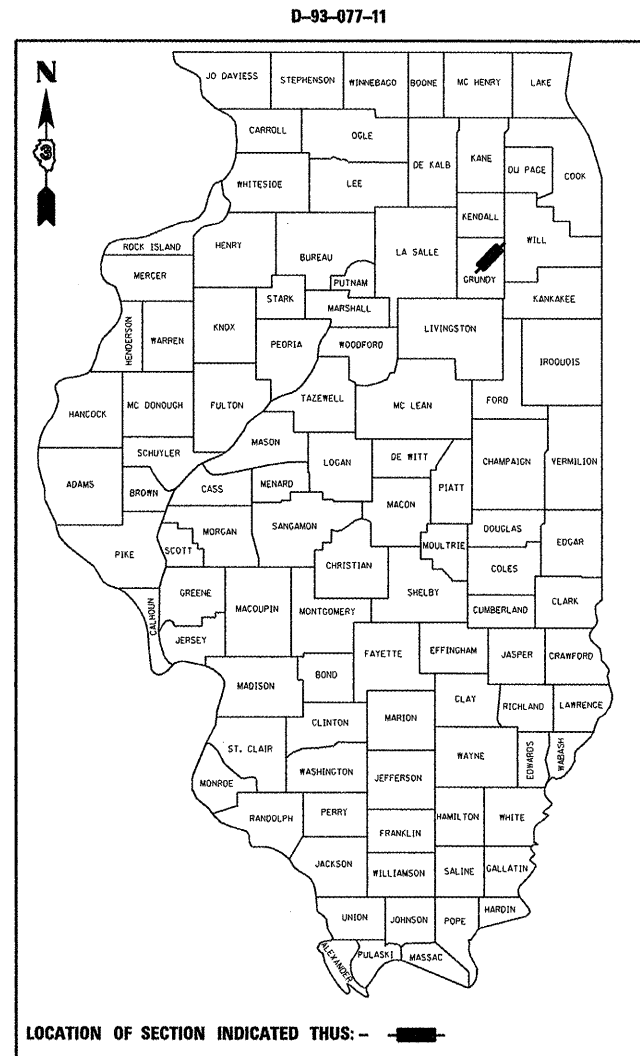 D-93-077-11
N
3
JO DAVIESS STEPHENSON WINNEBAGO BOONE MC HENRY LAKE
CARROLL OGLE DE KALB KANE DU PAGE COOK
WHITESIDE LEE KENDALL WILL
ROCK ISLAND HENRY BUREAU LA SALLE GRUNDY
MERCER STARK PUTNAM KANKAKEE
HENDERSON WARREN KNOX PEORIA MARSHALL LIVINGSTON
WOODFORD IROQUOIS
HANCOCK MC DONOUGH FULTON TAZEWELL MC LEAN FORD
SCHUYLER MASON DE WITT CHAMPAIGN VERMILION
ADAMS BROWN CASS MENARD LOGAN PIATT
MACON
PIKE SCOTT MORGAN SANGAMON MOULTRIE DOUGLAS EDGAR
CHRISTIAN COLES
CALHOUN GREENE MACOUPIN MONTGOMERY SHELBY CUMBERLAND CLARK
JERSEY
MADISON BOND FAYETTE EFFINGHAM JASPER CRAWFORD
CLINTON MARION CLAY RICHLAND LAWRENCE
ST. CLAIR WASHINGTON JEFFERSON WAYNE EDWARDS WABASH
MONROE
RANDOLPH PERRY FRANKLIN HAMILTON WHITE
JACKSON WILLIAMSON SALINE GALLATIN
UNION JOHNSON POPE HARDIN
ALEXANDER PULASKI MASSAC
LOCATION OF SECTION INDICATED THUS: –